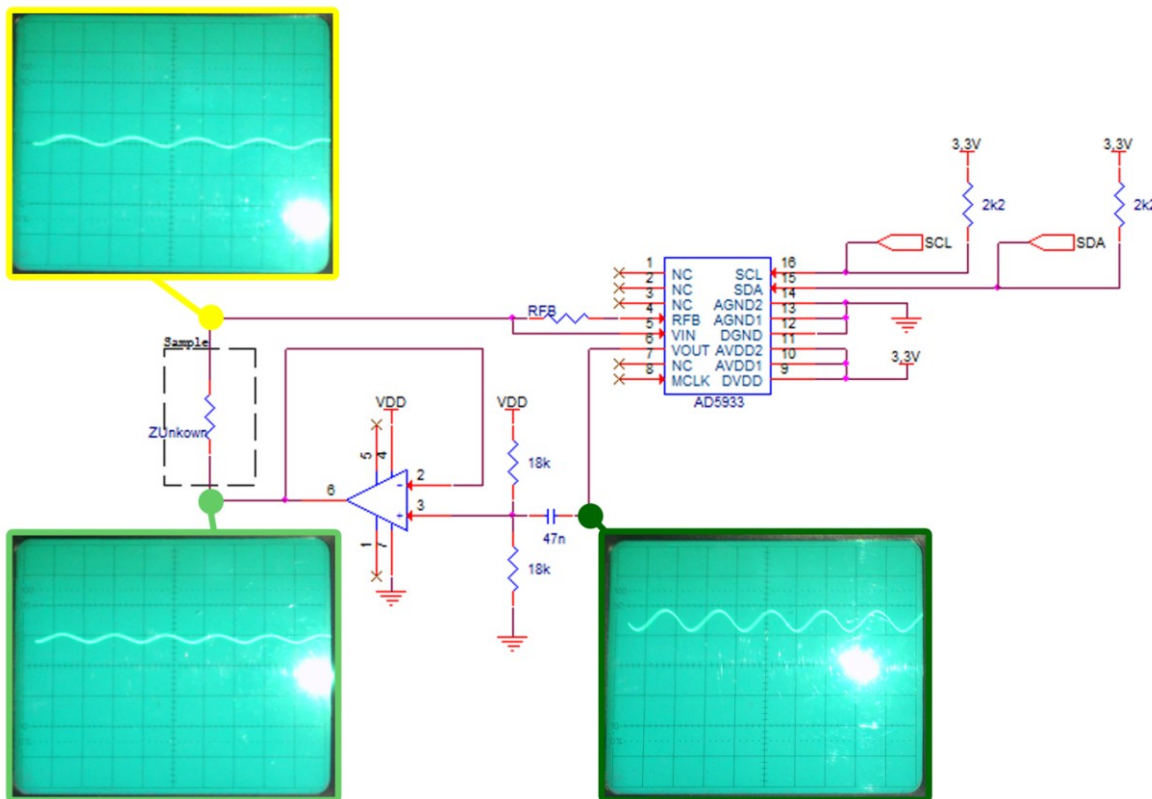 3,3V
3,3V
2k2
2k2
SCL
SDA
1 NC SCL 16
2 NC SDA 15
3 NC AGND2 14
4 RFB AGND1 13
5 VIN DGND 12
6 VOUT AVDD2 11
7 NC AVDD1 10
8 MCLK DVDD 9
AD5933
RFB
3,3V
Sample
ZUnkown
VDD
VDD
5
4
18k
2
-
6
3
+
47n
1
7
18k